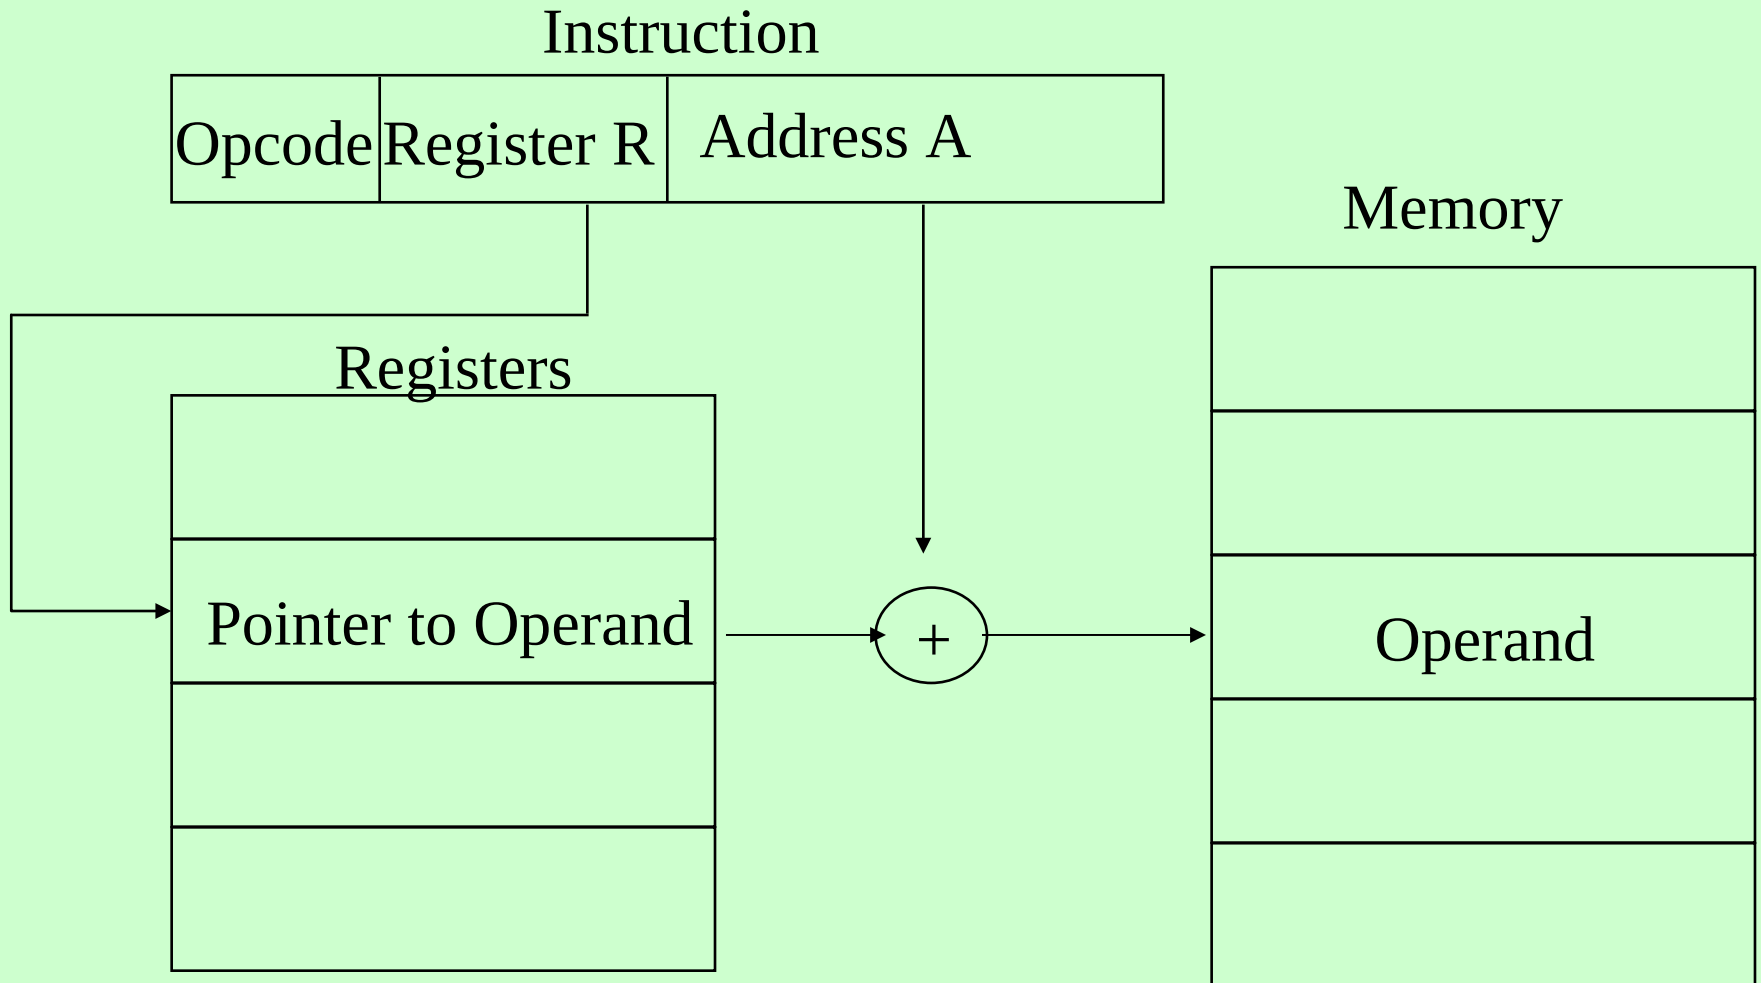 Instruction
Opcode Register R Address A
Memory
Registers
Pointer to Operand
+
Operand